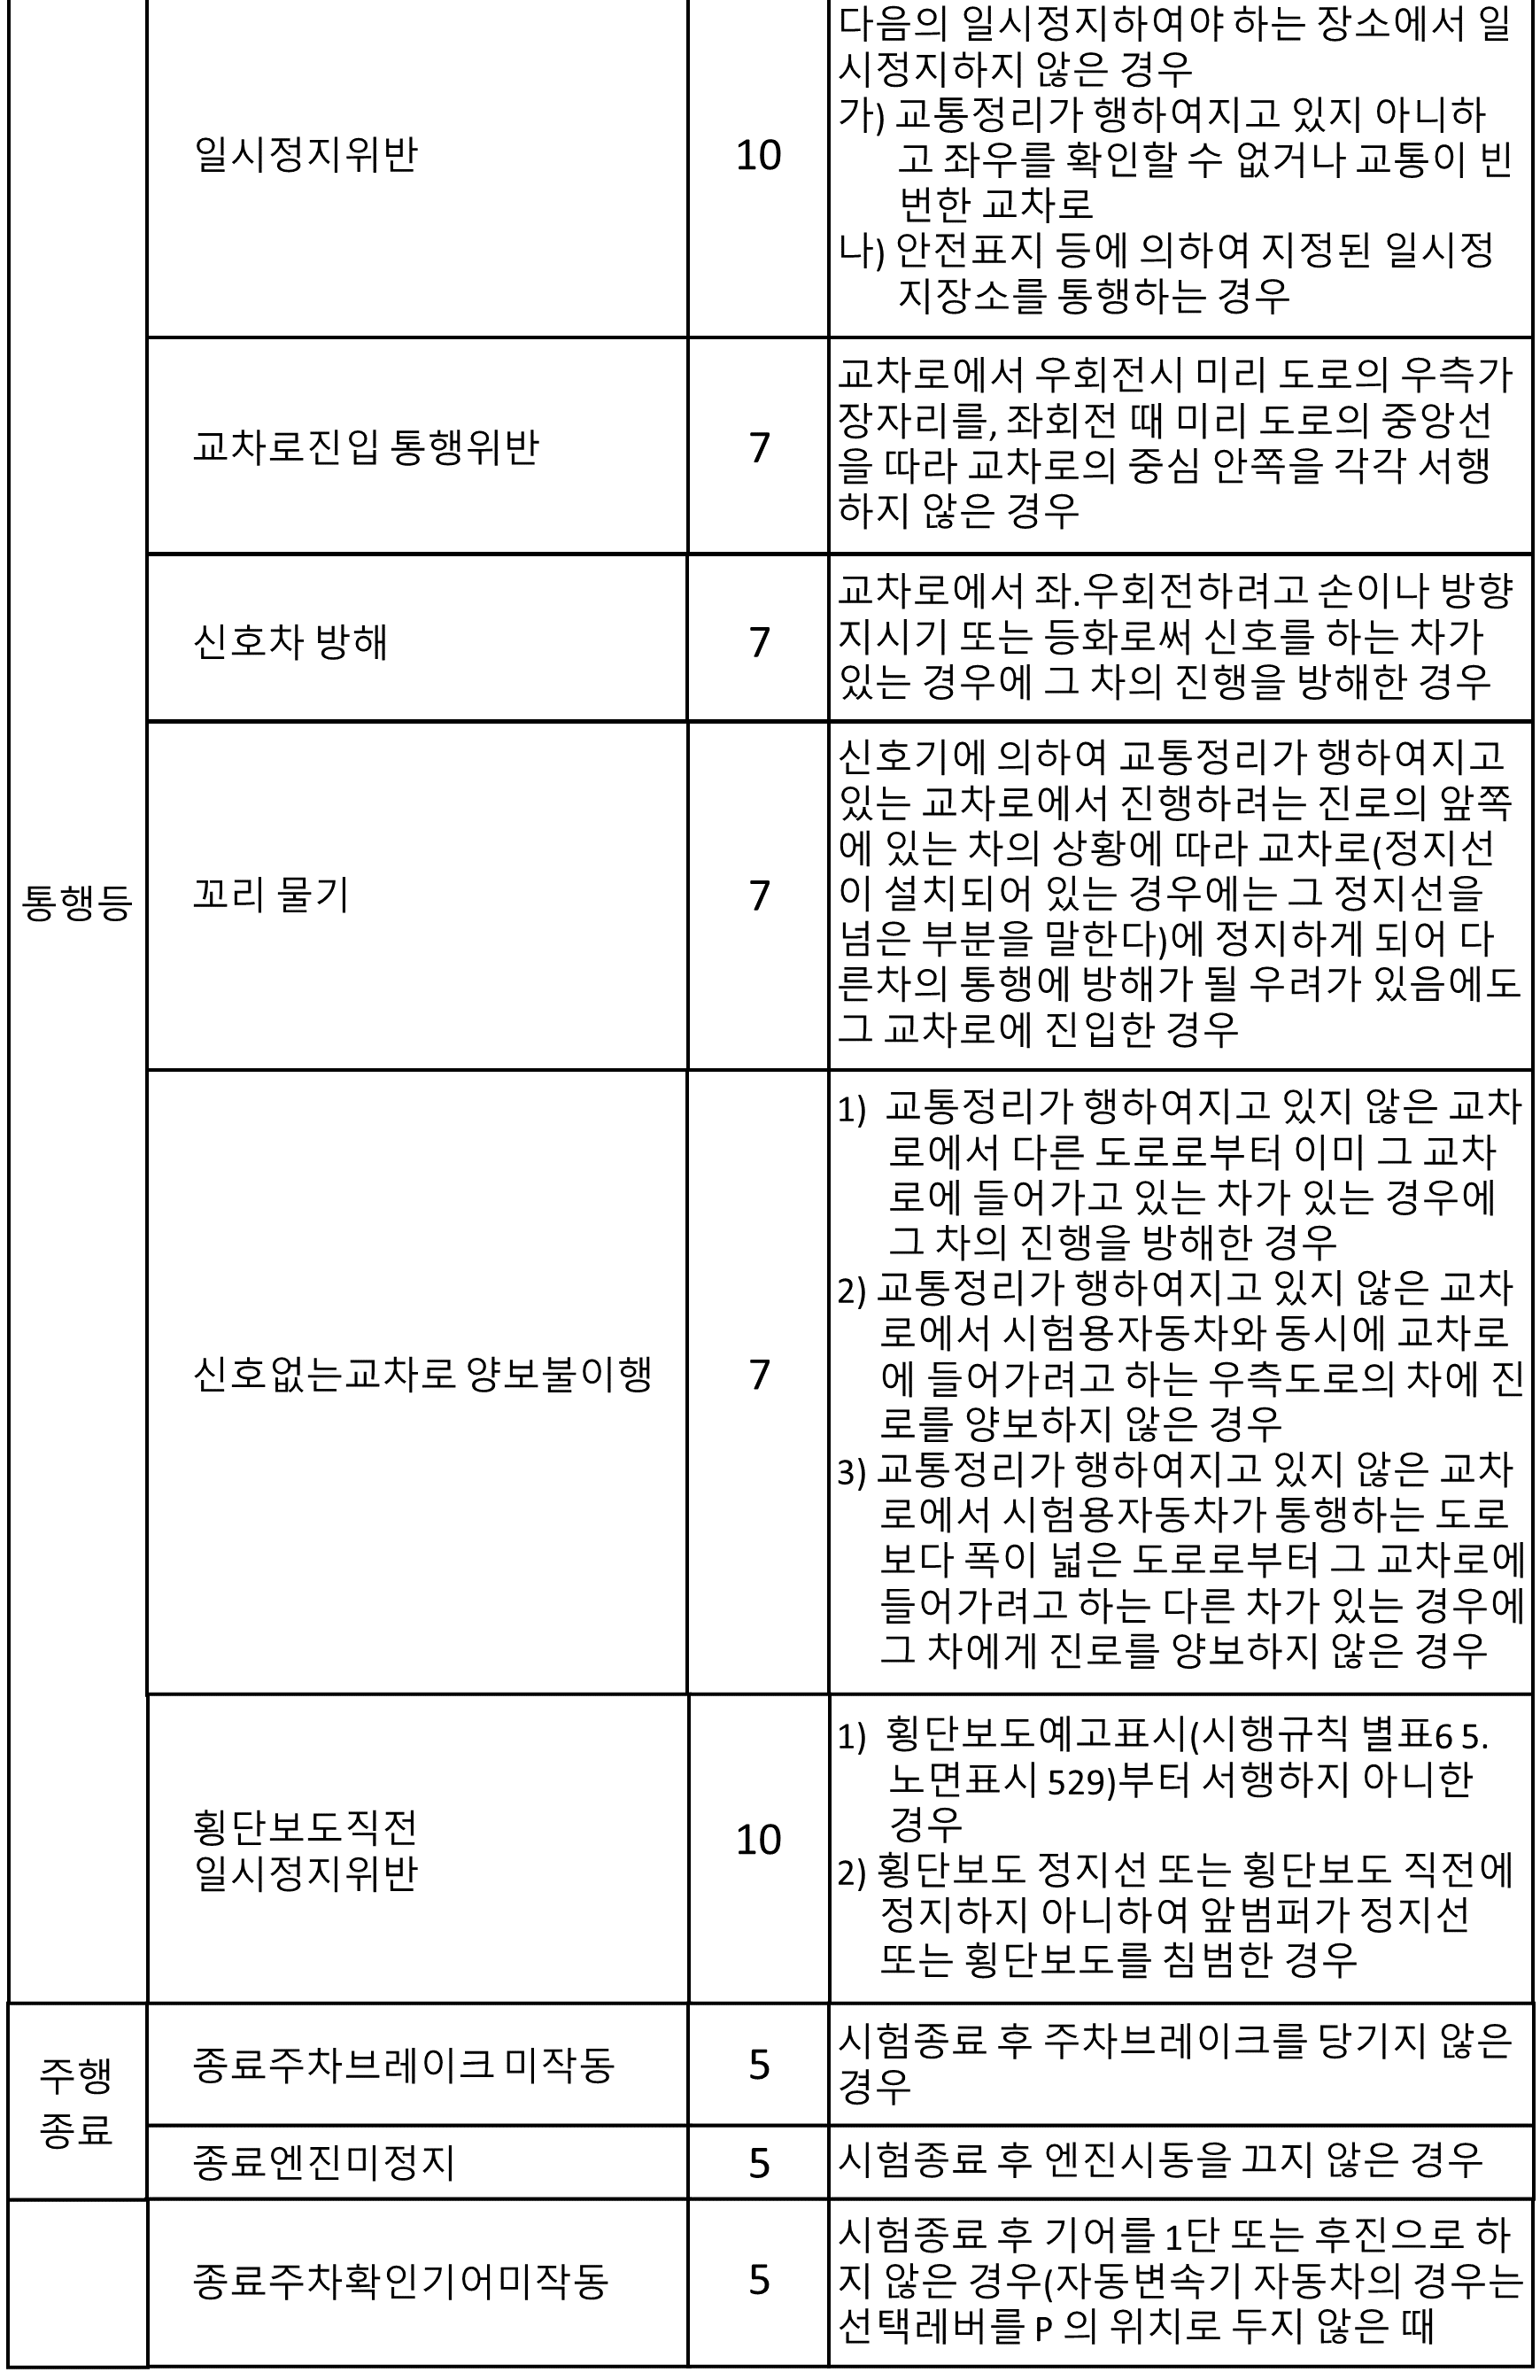 통행등
일시정지위반
10
다음의 일시정지하여야 하는 장소에서 일
시정지하지 않은 경우
가) 교통정리가 행하여지고 있지 아니하
고 좌우를 확인할 수 없거나 교통이 빈
번한 교차로
나) 안전표지 등에 의하여 지정된 일시정
지장소를 통행하는 경우
교차로진입 통행위반
7
교차로에서 우회전시 미리 도로의 우측가
장자리를, 좌회전 때 미리 도로의 중앙선
을 따라 교차로의 중심 안쪽을 각각 서행
하지 않은 경우
신호차 방해
7
교차로에서 좌.우회전하려고 손이나 방향
지시기 또는 등화로써 신호를 하는 차가
있는 경우에 그 차의 진행을 방해한 경우
꼬리 물기
7
신호기에 의하여 교통정리가 행하여지고
있는 교차로에서 진행하려는 진로의 앞쪽
에 있는 차의 상황에 따라 교차로(정지선
이 설치되어 있는 경우에는 그 정지선을
넘은 부분을 말한다)에 정지하게 되어 다
른차의 통행에 방해가 될 우려가 있음에도
그 교차로에 진입한 경우
신호없는교차로 양보불이행
7
1) 교통정리가 행하여지고 있지 않은 교차
로에서 다른 도로로부터 이미 그 교차
로에 들어가고 있는 차가 있는 경우에
그 차의 진행을 방해한 경우
2) 교통정리가 행하여지고 있지 않은 교차
로에서 시험용자동차와 동시에 교차로
에 들어가려고 하는 우측도로의 차에 진
로를 양보하지 않은 경우
3) 교통정리가 행하여지고 있지 않은 교차
로에서 시험용자동차가 통행하는 도로
보다 폭이 넓은 도로로부터 그 교차로에
들어가려고 하는 다른 차가 있는 경우에
그 차에게 진로를 양보하지 않은 경우
횡단보도직전
일시정지위반
10
1) 횡단보도예고표시(시행규칙 별표6 5.
노면표시 529)부터 서행하지 아니한
경우
2) 횡단보도 정지선 또는 횡단보도 직전에
정지하지 아니하여 앞범퍼가 정지선
또는 횡단보도를 침범한 경우
주행
종료
종료주차브레이크 미작동
5
시험종료 후 주차브레이크를 당기지 않은
경우
종료엔진미정지
5
시험종료 후 엔진시동을 끄지 않은 경우
종료주차확인기어미작동
5
시험종료 후 기어를 1단 또는 후진으로 하
지 않은 경우(자동변속기 자동차의 경우는
선택레버를 P 의 위치로 두지 않은 때